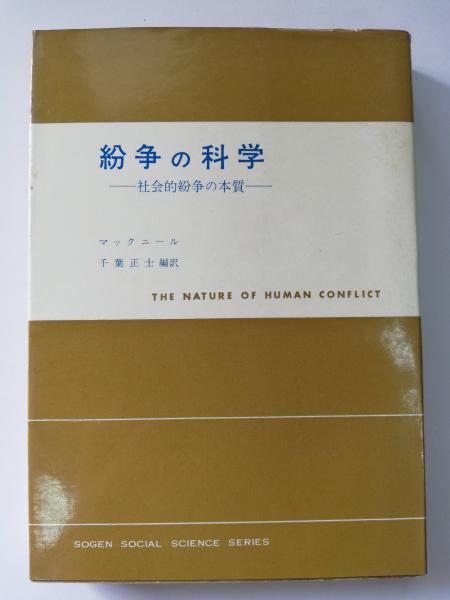 紛争の科学
——社会的紛争の本質——
マックニール
千葉正士編訳
THE NATURE OF HUMAN CONFLICT
SOGEN SOCIAL SCIENCE SERIES